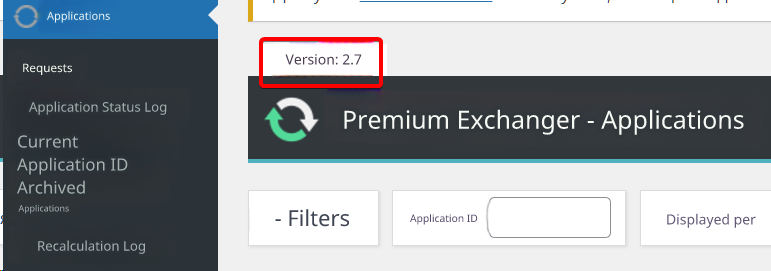 Applications
Requests
Application Status Log
Current
Application ID
Archived
Applications
Recalculation Log
Version: 2.7
Premium Exchanger - Applications
- Filters
Application ID
Displayed per